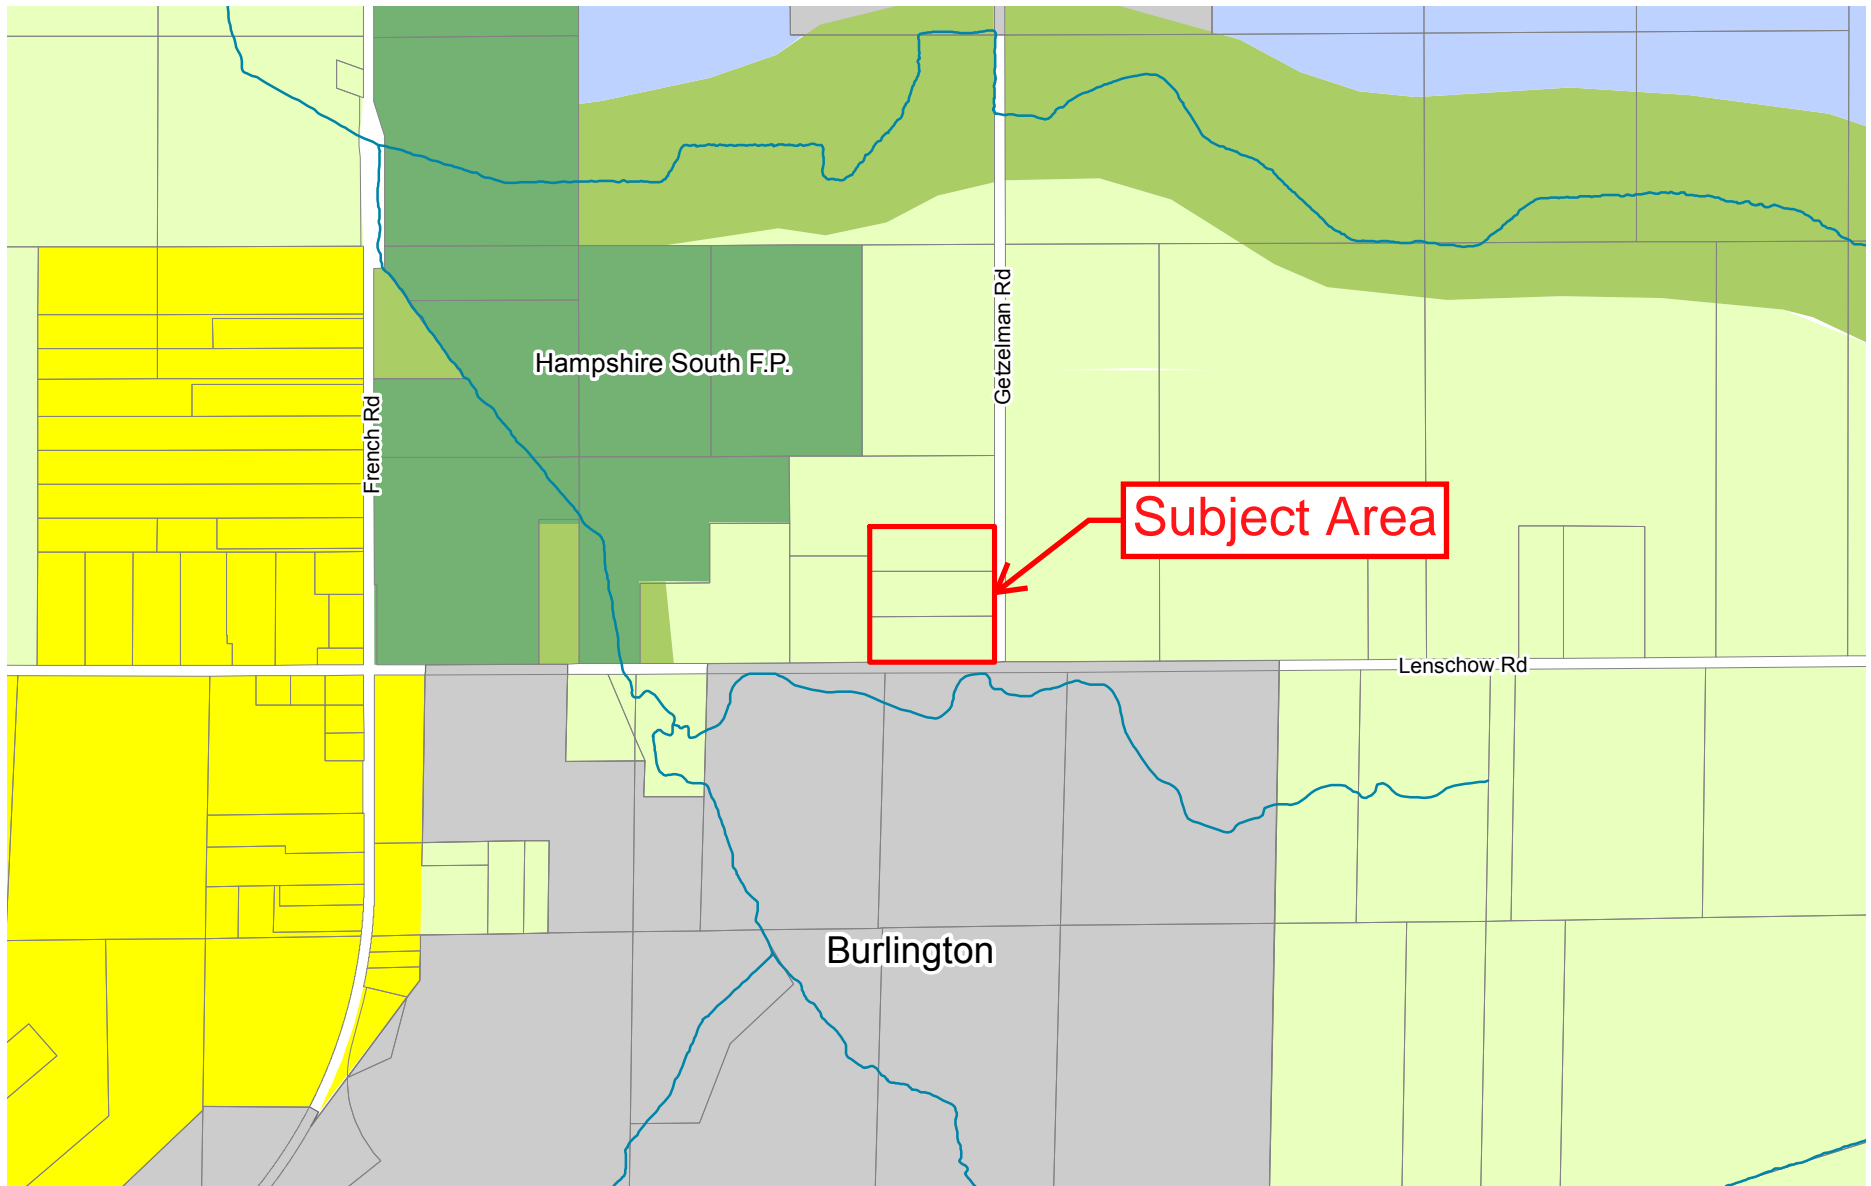 Hampshire South F.P.
Getzelman Rd
French Rd
Subject Area
Lenschow Rd
Burlington